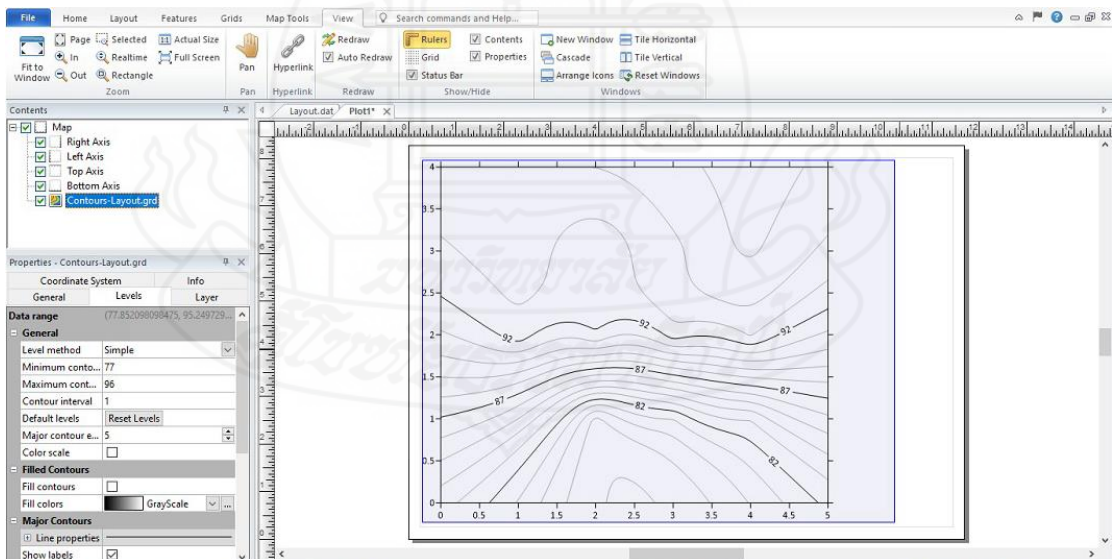 File Home Layout Features Grids Map Tools View Search commands and Help...
Page Selected Actual Size
In Realtime Full Screen
Out Rectangle
Fit to Window
Zoom
Pan
Pan
Hyperlink
Hyperlink
Redraw
Auto Redraw
Redraw
Rulers Contents
Grid Properties
Status Bar
Show/Hide
New Window Tile Horizontal
Cascade Tile Vertical
Arrange Icons Reset Windows
Windows
Contents
Map
Right Axis
Left Axis
Top Axis
Bottom Axis
Contours-Layout.grd
Layout.dat Plot1*
Properties - Contours-Layout.grd
Coordinate System Info
General Levels Layer
Data range (77.852098098475, 95.249729...
General
Level method Simple
Minimum conto... 77
Maximum cont... 96
Contour interval 1
Default levels Reset Levels
Major contour e... 5
Color scale
Filled Contours
Fill contours
Fill colors GrayScale ...
Major Contours
Line properties
Show labels
4
3.5
3
2.5
2
1.5
1
0.5
0
92 92 92
87 87 87
82 82
0 0.5 1 1.5 2 2.5 3 3.5 4 4.5 5